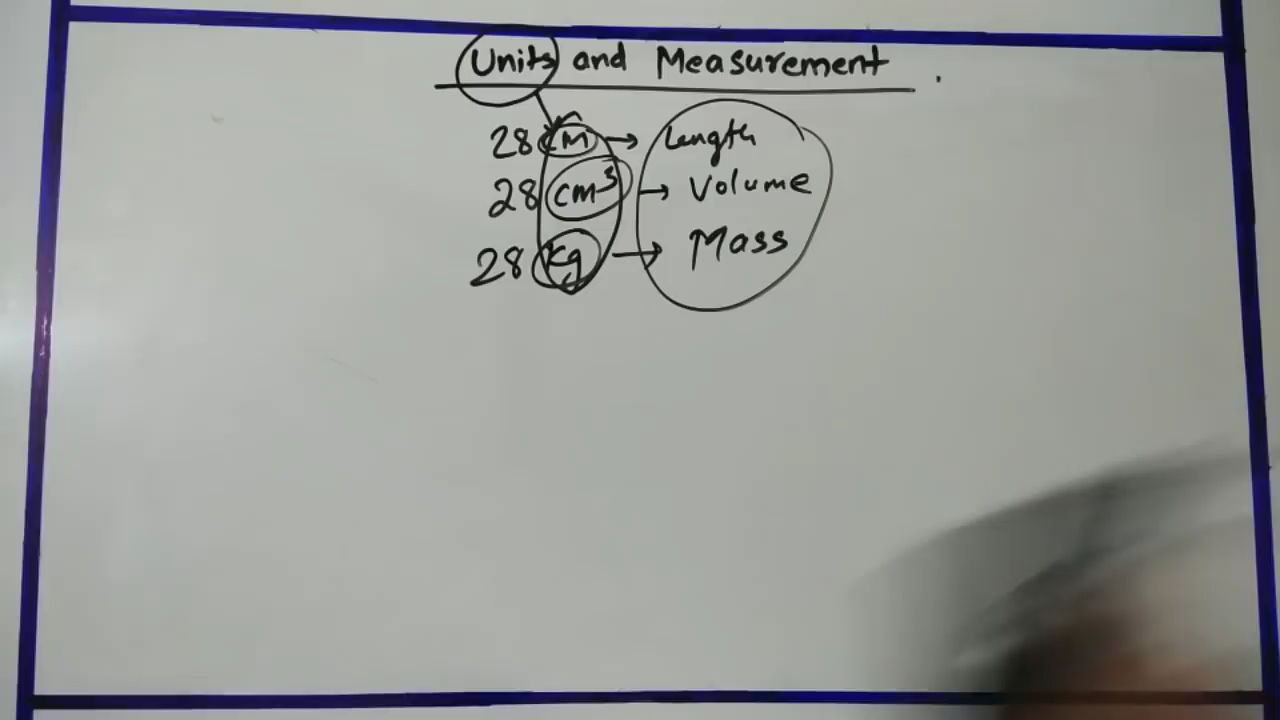 Units and Measurement
28 cm → Length
28 cm³ → Volume
28 kg → Mass